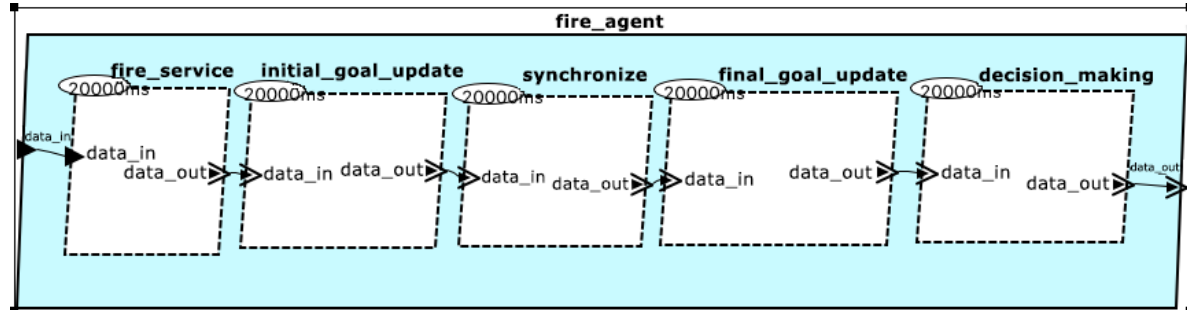 fire_agent
fire_service
initial_goal_update
synchronize
final_goal_update
decision_making
20000ms
20000ms
20000ms
20000ms
20000ms
data_in
data_in
data_out
data_in
data_out
data_in
data_out
data_in
data_out
data_in
data_out
data_out